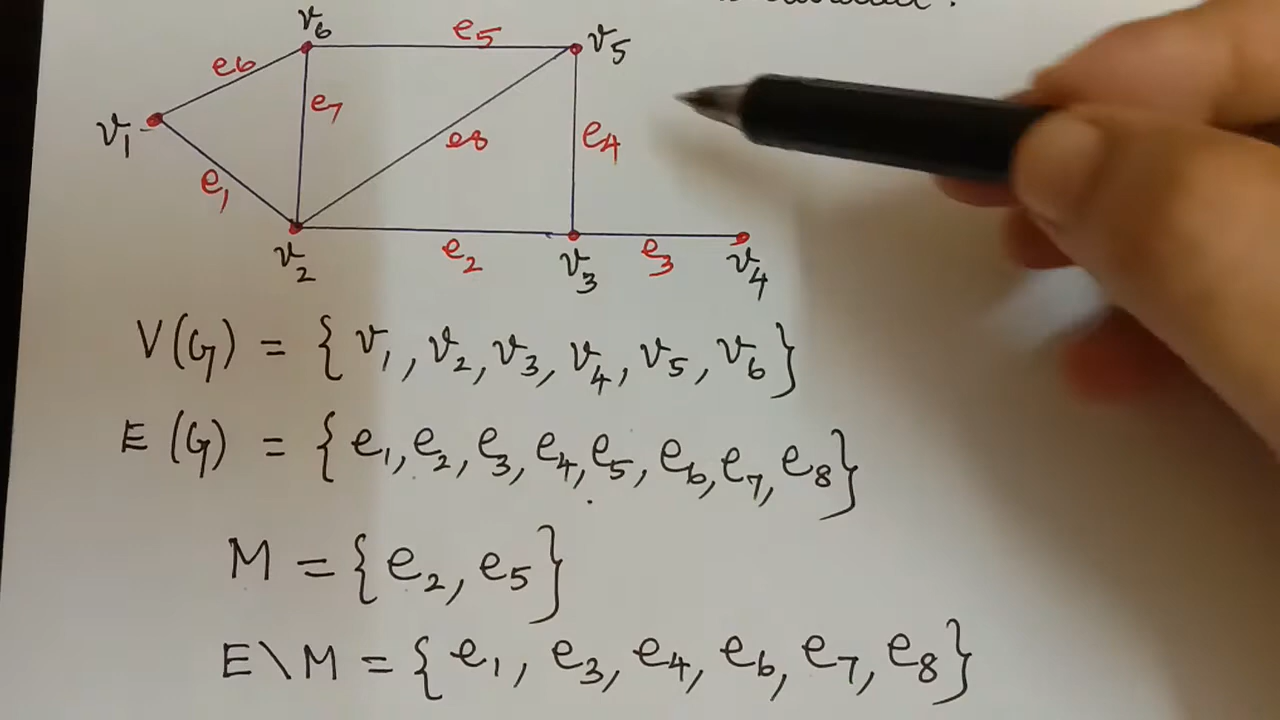 v₆ e₅ v₅
e6
e₇
v₁ e8 e₄
e₁
v₂ e₂ v₃ e₃ v₄
V(G) = {v₁, v₂, v₃, v₄, v₅, v₆}
E(G) = {e₁, e₂, e₃, e₄, e₅, e₆, e₇, e₈}
M = {e₂, e₅}
E\M = {e₁, e₃, e₄, e₆, e₇, e₈}